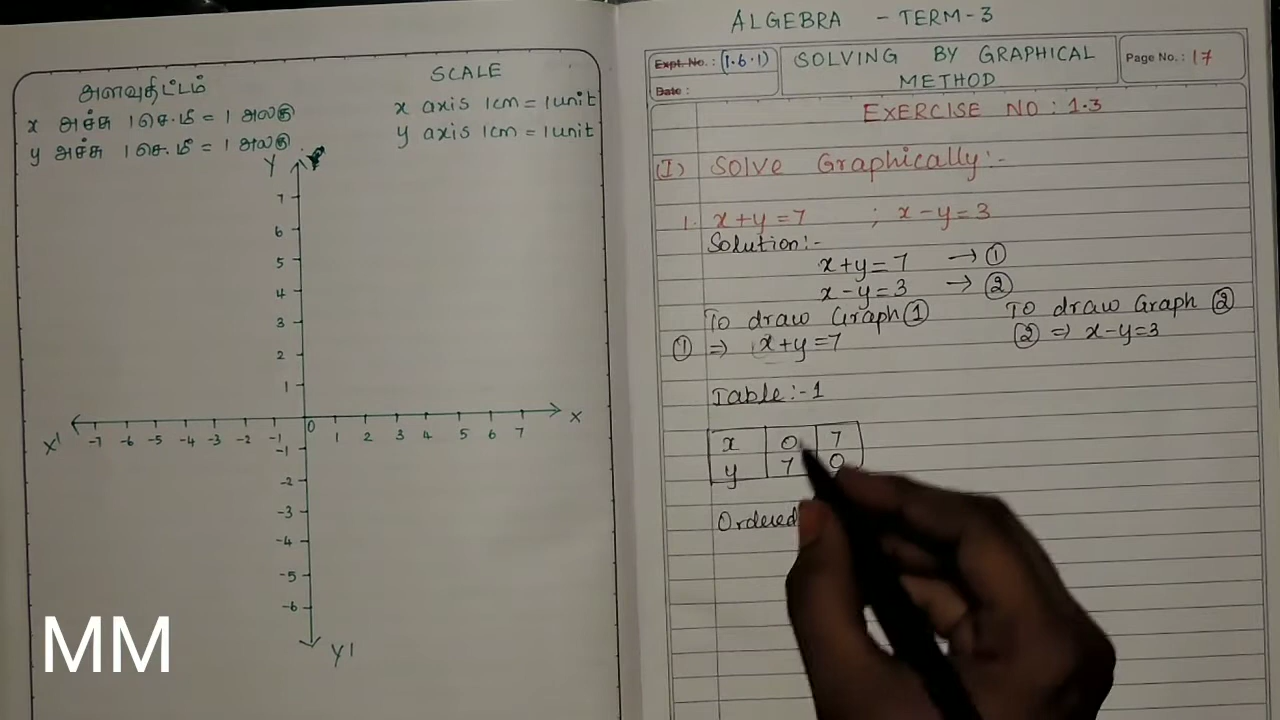 அளவுதிட்டம்
x அச்சு 1 செ.மீ = 1 அலகு
y அச்சு 1 செ.மீ = 1 அலகு
SCALE
x axis 1cm = 1 unit
y axis 1cm = 1 unit
Y
7
6
5
4
3
2
1
X' -7 -6 -5 -4 -3 -2 -1 0 1 2 3 4 5 6 7 X
-1
-2
-3
-4
-5
-6
Y'
MM
ALGEBRA - TERM-3
Expt. No. : (1.6.1)
Date :
SOLVING BY GRAPHICAL
METHOD
Page No. : 17
EXERCISE NO : 1.3
(I) Solve Graphically:-
1. x+y=7 ; x-y=3
Solution:-
x+y=7 → ①
x-y=3 → ②
To draw Graph ① To draw Graph ②
① ⇒ x+y=7 ② ⇒ x-y=3
Table:-1
x 0 7
y 7 0
Ordered